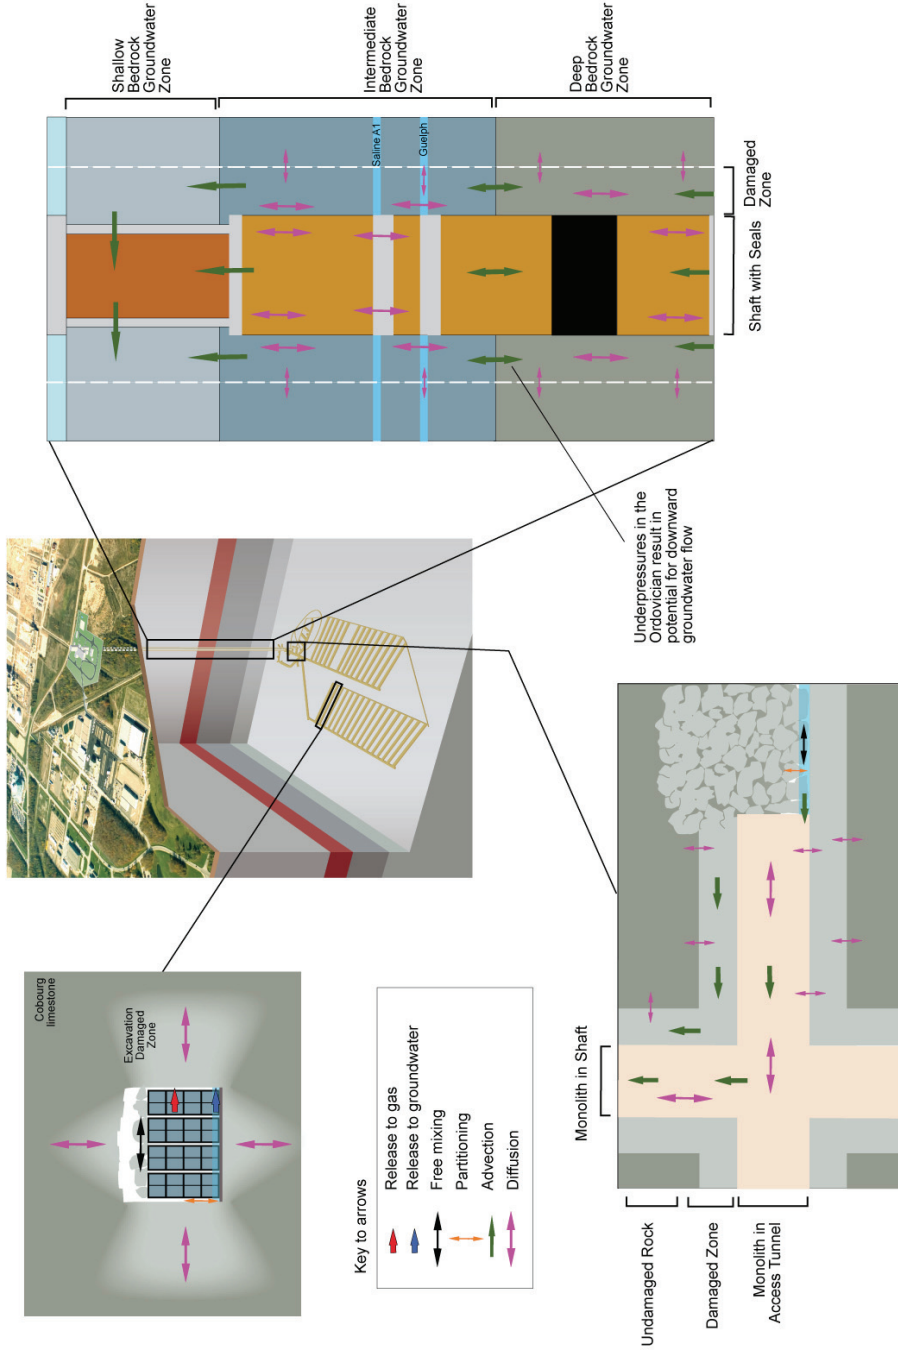 Shallow
Bedrock
Groundwater
Zone
Intermediate
Bedrock
Groundwater
Zone
Deep
Bedrock
Groundwater
Zone
Saline A1
Guelph
Damaged
Zone
Shaft with Seals
Underpressures in the
Ordovician result in
potential for downward
groundwater flow
Cobourg
limestone
Excavation
Damaged
Zone
Key to arrows
Release to gas
Release to groundwater
Free mixing
Partitioning
Advection
Diffusion
Monolith in Shaft
Undamaged Rock
Damaged Zone
Monolith in
Access Tunnel